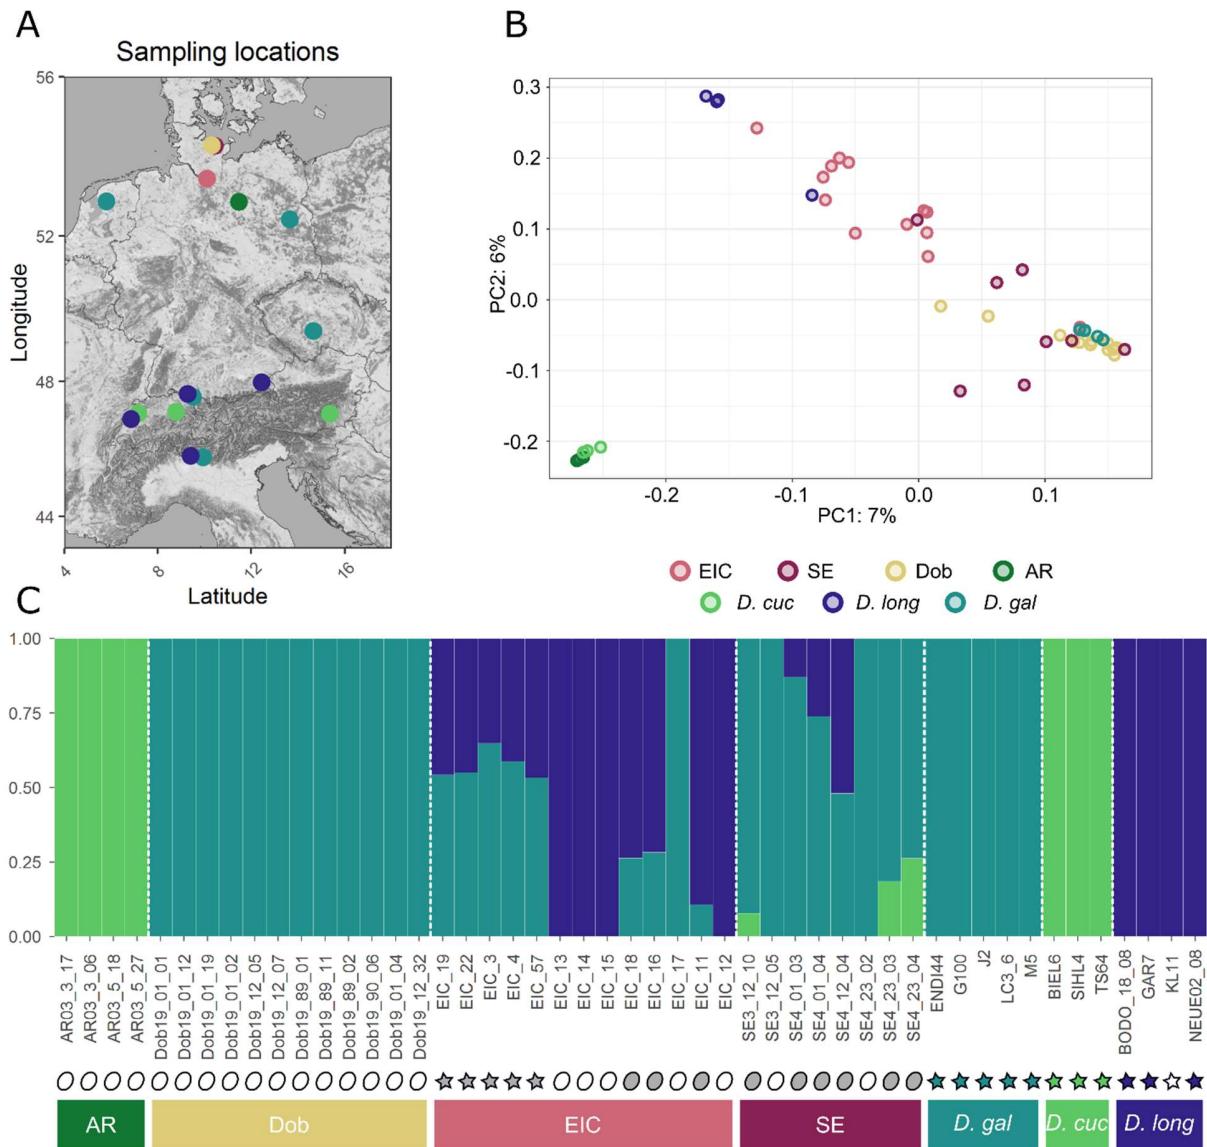 A
Sampling locations
56
52
48
44
Longitude
4
8
12
16
Latitude
B
0.3
0.2
0.1
0.0
-0.1
-0.2
PC2: 6%
-0.2
-0.1
0.0
0.1
PC1: 7%
EIC
SE
Dob
AR
D. cuc
D. long
D. gal
C
1.00
0.75
0.50
0.25
0.00
AR03_3_17
AR03_3_06
AR03_5_18
AR03_5_27
Dob19_01_01
Dob19_01_12
Dob19_01_19
Dob19_01_02
Dob19_12_05
Dob19_12_07
Dob19_89_01
Dob19_89_11
Dob19_89_02
Dob19_90_06
Dob19_01_04
Dob19_12_32
EIC_19
EIC_22
EIC_3
EIC_4
EIC_57
EIC_13
EIC_14
EIC_15
EIC_18
EIC_16
EIC_17
EIC_11
EIC_12
SE3_12_10
SE3_12_05
SE4_01_03
SE4_01_04
SE4_12_04
SE4_23_02
SE4_23_03
SE4_23_04
ENDI44
G100
J2
LC3_6
M5
BIEL6
SIHL4
TS64
BODO_18_08
GAR7
KL11
NEUE02_08
AR
Dob
EIC
SE
D. gal
D. cuc
D. long